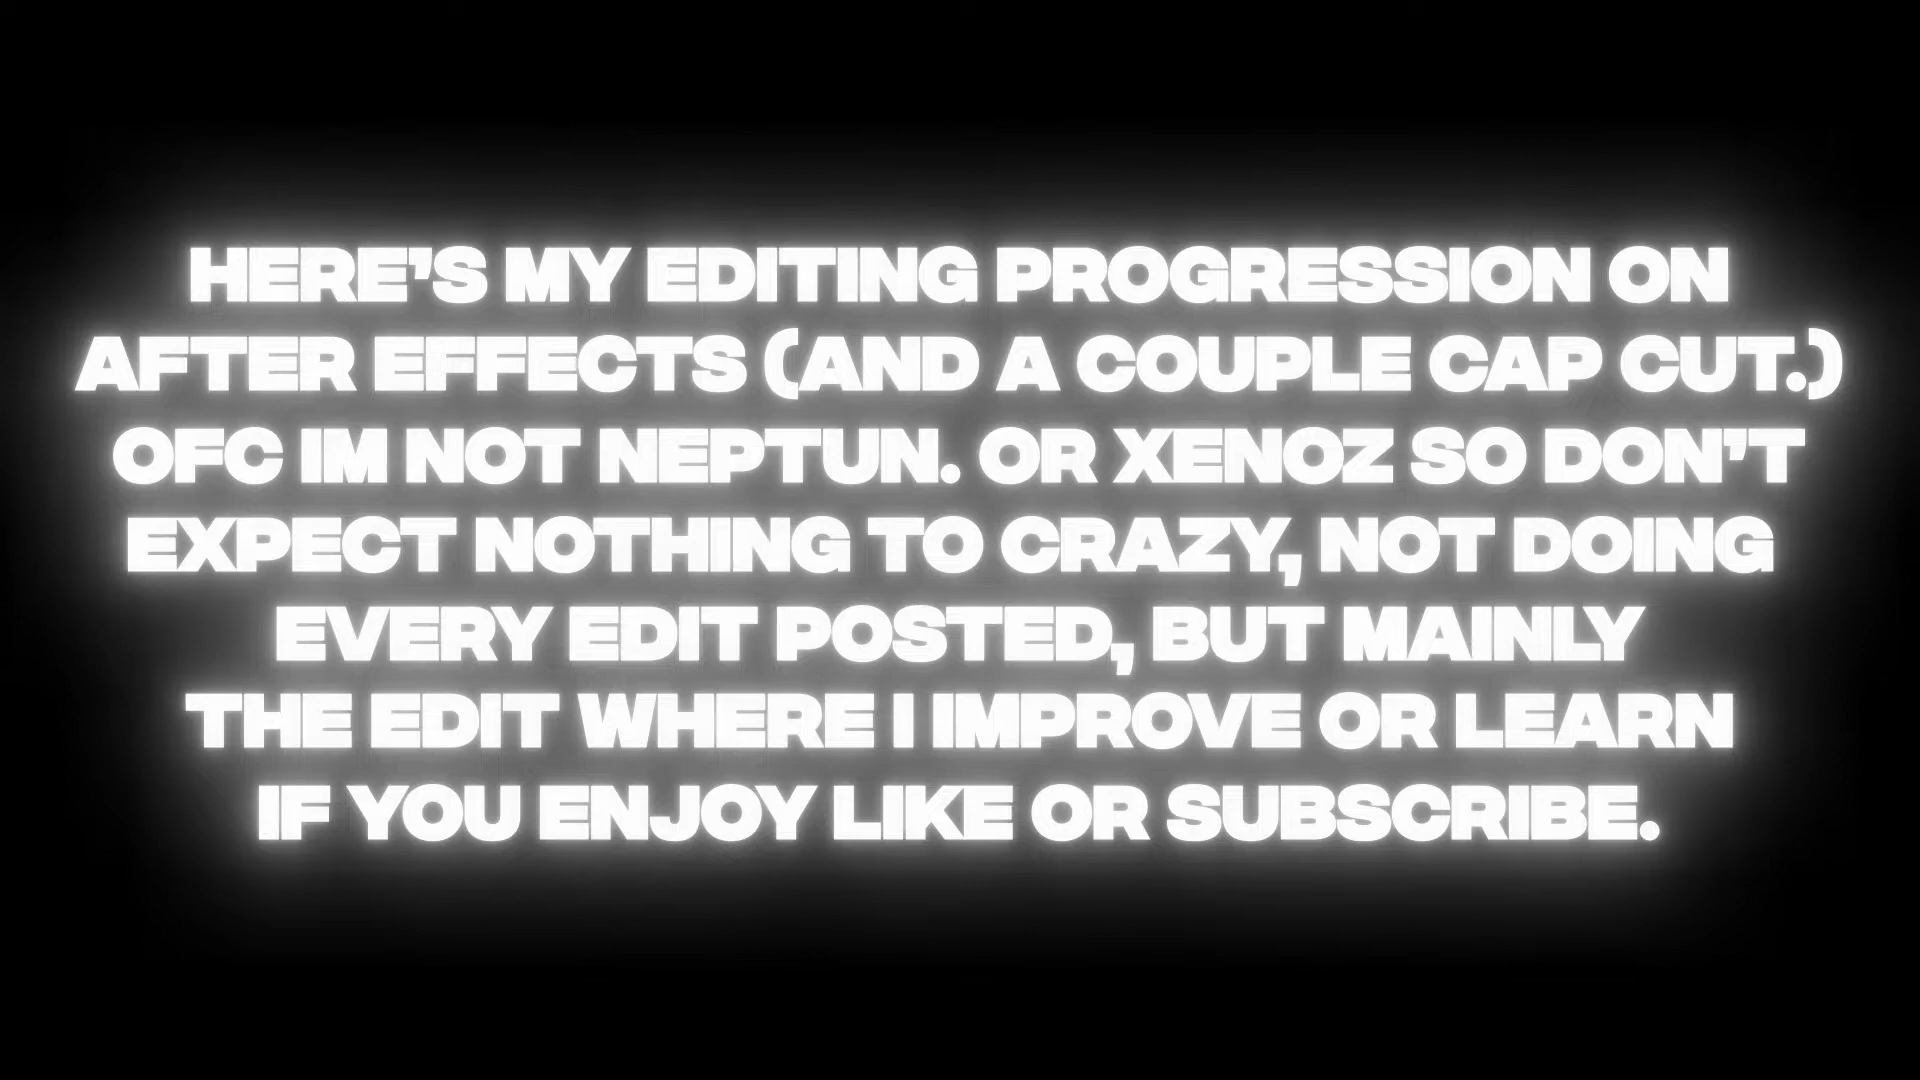 HERE'S MY EDITING PROGRESSION ON
AFTER EFFECTS (AND A COUPLE CAP CUT.)
OFC IM NOT NEPTUN. OR XENOZ SO DON'T
EXPECT NOTHING TO CRAZY, NOT DOING
EVERY EDIT POSTED, BUT MAINLY
THE EDIT WHERE I IMPROVE OR LEARN
IF YOU ENJOY LIKE OR SUBSCRIBE.